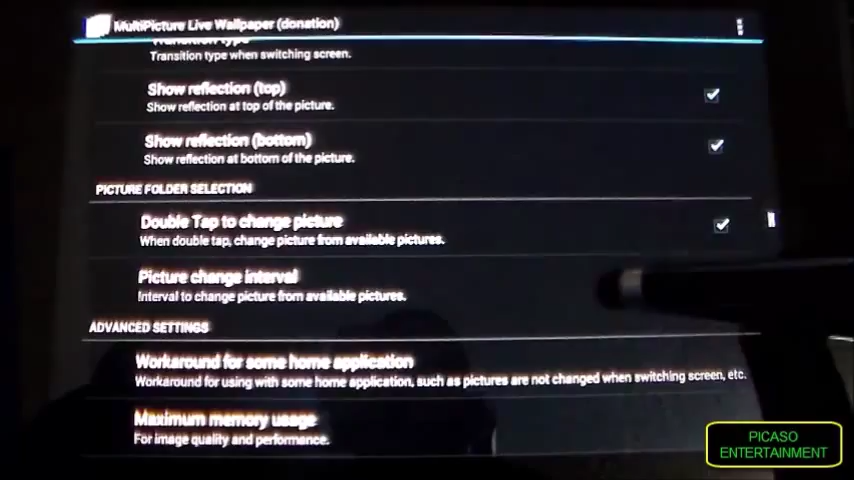 MultiPicture Live Wallpaper (donation)
Transition type
Transition type when switching screen.
Show reflection (top)
Show reflection at top of the picture.
Show reflection (bottom)
Show reflection at bottom of the picture.
PICTURE FOLDER SELECTION
Double Tap to change picture
When double tap, change picture from available pictures.
Picture change interval
Interval to change picture from available pictures.
ADVANCED SETTINGS
Workaround for some home application
Workaround for using with some home application, such as pictures are not changed when switching screen, etc.
Maximum memory usage
For image quality and performance.
PICASO
ENTERTAINMENT